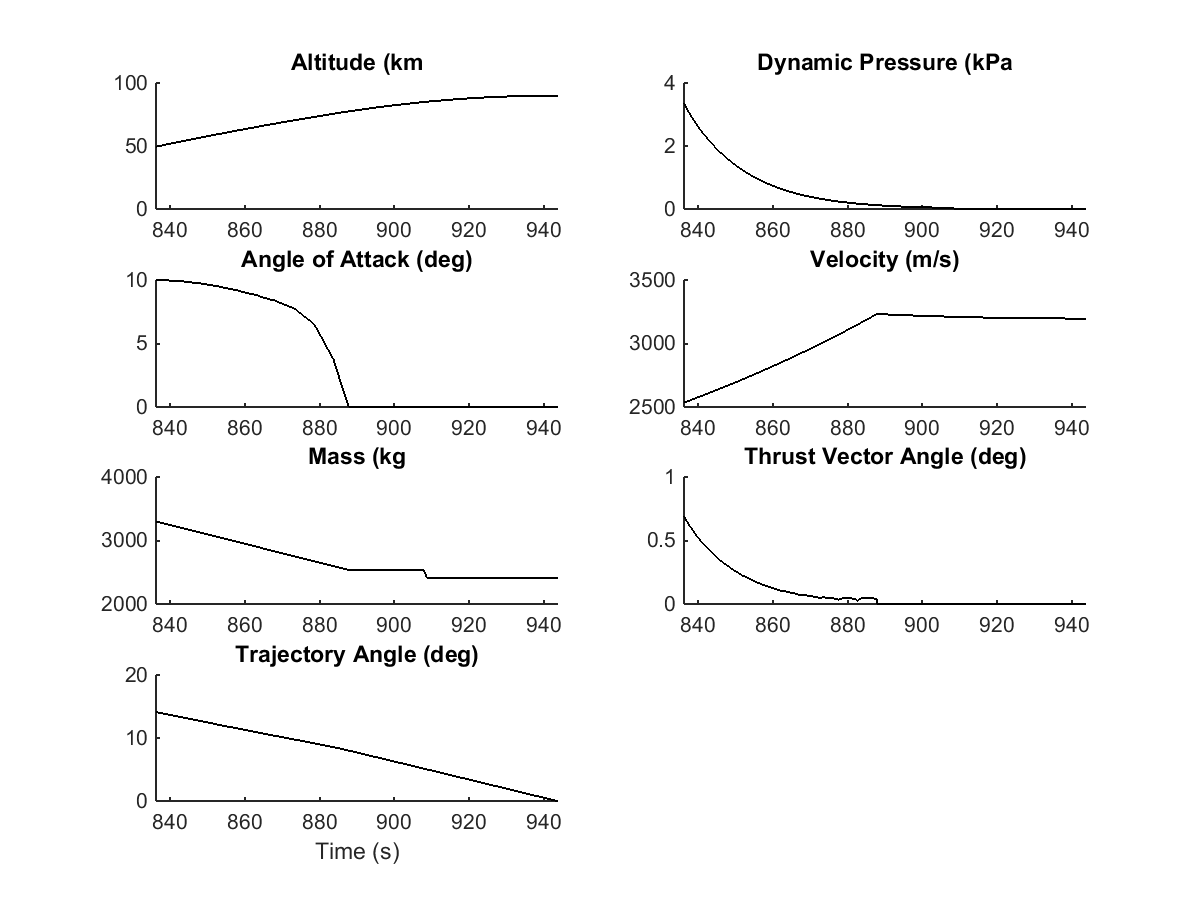 Altitude (km
100
50
0
840 860 880 900 920 940
Dynamic Pressure (kPa
4
2
0
840 860 880 900 920 940
Angle of Attack (deg)
10
5
0
840 860 880 900 920 940
Velocity (m/s)
3500
3000
2500
840 860 880 900 920 940
Mass (kg
4000
3000
2000
840 860 880 900 920 940
Thrust Vector Angle (deg)
1
0.5
0
840 860 880 900 920 940
Trajectory Angle (deg)
20
10
0
840 860 880 900 920 940
Time (s)